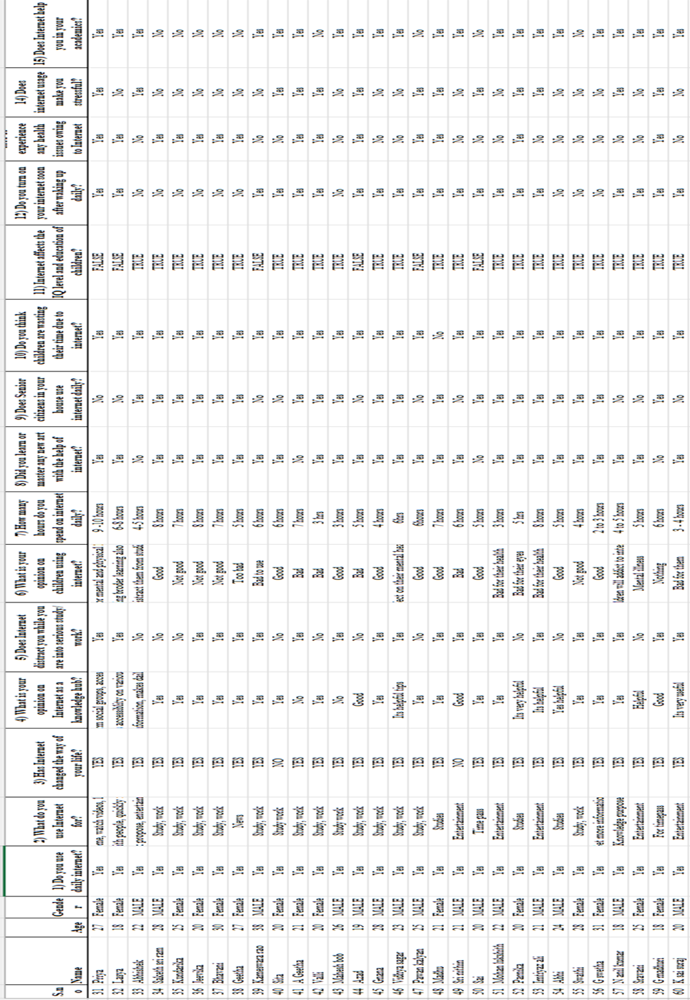 S.n
o Name Age Gende
r 1) Do you use
daily internet? 2) What do you
use Internet
for? 3) Has Internet
changed the way of
your life? 4) What is your
opinion on
Internet as a
knowledge hub? 5) Does Internet
distract you while you
are into serious study/
work? 6) What is your
opinion on
children using
internet? 7) How many
hours do you
spend on internet
daily? 8) Did you learn or
master any new art
with the help of
internet? 9) Does Senior
citizens in your
house use
internet daily? 10) Do you think
children are wasting
their time due to
internet? 11) Internet affects the
IQ level and education of
children? 12) Do you turn on
your internet soon
after waking up
daily? experience
any health
issues owing
to Internet 14) Does
internet usage
make you
stressful? 15) Does Internet help
you in your
academics?
31 Priya 27 Female Yes me, watch videos, l YES m social groups, acces Yes r mental and physical 9-10 hours Yes No Yes FALSE Yes Yes Yes Yes
32 Lasya 18 Female Yes ith people, quickly YES accessibility on various Yes ng broder learning also 6-8 hours Yes No Yes FALSE Yes Yes No Yes
33 Abhishek 22 MALE Yes propose, entertain YES formation, makes dail No istract them from studi 4-5 hours No Yes Yes TRUE No No Yes Yes
34 Saketh sri ram 28 MALE Yes Study, work YES Yes No Good 8 hours Yes Yes Yes TRUE No Yes No No
35 Kundarika 25 Female Yes Study, work YES Yes No Not good 7 hours Yes Yes Yes TRUE No Yes No No
36 Jeevika 20 Female Yes Study, work YES Yes Yes Not good 8 hours Yes Yes Yes TRUE No Yes No No
37 Bhavani 30 Female Yes Study, work YES Yes Yes Not good 7 hours Yes Yes Yes TRUE No Yes No No
38 Geetha 27 Female Yes News YES Yes Yes Too bad 5 hours Yes Yes Yes TRUE No Yes No No
39 Kameswara rao 38 MALE Yes Study, work YES Yes Yes Bad to use 6 hours Yes No Yes FALSE Yes No No Yes
40 Sita 20 Female Yes Study, work NO Yes No Good 6 hours Yes No Yes TRUE Yes No Yes Yes
41 A Geetha 21 Female Yes Study, work YES No Yes Bad 7 hours No Yes Yes TRUE Yes Yes Yes Yes
42 Valli 20 Female Yes Study, work YES Yes No Bad 3 hrs Yes Yes Yes TRUE Yes Yes Yes No
43 Mahesh bob 26 MALE Yes Study, work YES No Yes Good 3 hours Yes Yes Yes TRUE No No No Yes
44 Azad 19 MALE Yes Study, work YES Good No Bad 5 hours Yes No Yes FALSE Yes Yes Yes Yes
45 Gnana 28 MALE Yes Study, work YES Yes Yes Good 4 hours Yes Yes Yes TRUE Yes No No Yes
46 Vidhya sagar 23 MALE Yes Study, work YES Its helpful tips Yes ect on their mental hea 6hrs Yes Yes Yes TRUE Yes No No Yes
47 Pawan kalyan 25 MALE Yes Study, work YES Yes No Good 6hours Yes No Yes FALSE Yes Yes Yes No
48 Madhu 21 Female Yes Studies YES Yes Yes Good 7 hours Yes Yes No TRUE Yes Yes Yes Yes
49 Sri nithin 21 MALE Yes Entertainment NO Good Yes Bad 6 hours Yes No Yes TRUE Yes No No Yes
50 Sai 20 MALE Yes Time pass YES Yes Yes Good 5 hours No Yes Yes FALSE Yes No Yes No
51 Mohan lakshith 22 MALE Yes Entertainment YES Yes Yes Bad for their health 3 hours Yes Yes Yes TRUE Yes No No Yes
52 Parnika 20 Female Yes Studies YES Its very helpful No Bad for their eyes 5 hrs Yes Yes Yes TRUE Yes Yes Yes Yes
53 Imtiyaz ali 21 MALE Yes Entertainment YES Its helpful Yes Bad for their health 8 hours Yes Yes Yes TRUE Yes No Yes Yes
54 Abhi 24 MALE Yes Studies YES Yes helpful No Good 5 hours Yes Yes Yes TRUE No No No Yes
55 Swathi 28 Female Yes Study, work YES Yes Yes Not good 4 hours Yes Yes Yes TRUE No No No No
56 G swetha 31 Female Yes et more informatio YES Yes Yes Good 2 to 3 hours Yes Yes Yes TRUE No No No Yes
57 N anil kumar 18 MALE Yes Knowledge purpose YES Yes Yes ldren will addict to inte 4 to 5 hours Yes No Yes TRUE Yes No Yes Yes
58 Sravani 25 Female Yes Entertainment YES Helpful No Mental illness 5 hours Yes No Yes TRUE Yes No No Yes
59 G madhuri 18 Female Yes For timepass YES Good Yes Nothing 6 hours No Yes Yes TRUE Yes Yes Yes Yes
60 K sai raj 20 MALE Yes Entertainment YES Its very useful Yes Bad for them 3 - 4 hours Yes No Yes TRUE Yes No No Yes